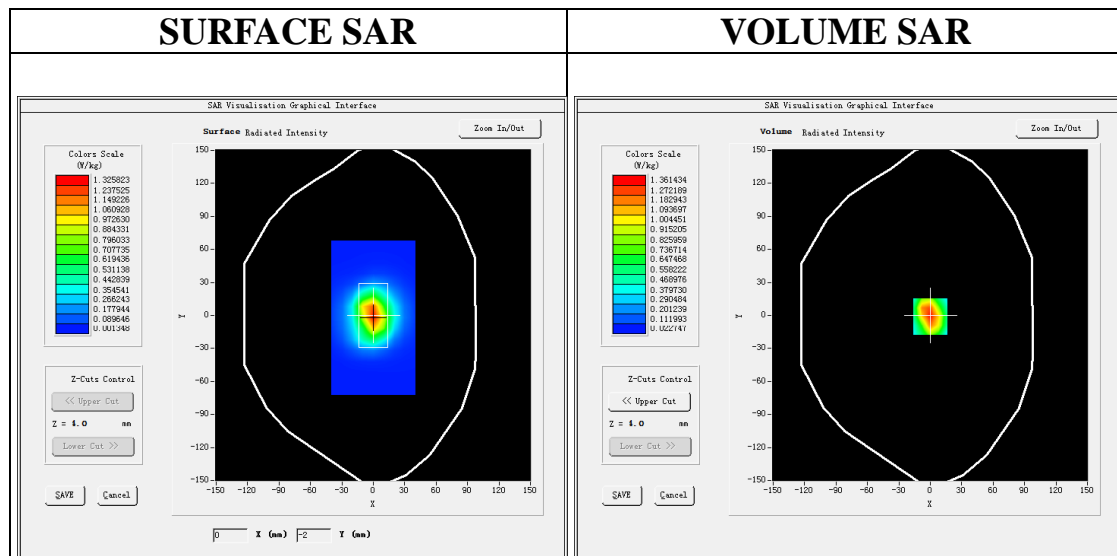 SURFACE SAR
SAR Visualisation Graphical Interface
Surface Radiated Intensity
Zoom In/Out
Colors Scale
(W/kg)
1.325823
1.237525
1.149226
1.060928
0.972630
0.884331
0.796033
0.707735
0.619436
0.531138
0.442839
0.354541
0.266243
0.177944
0.089646
0.001348
150
120
90
60
30
0
-30
-60
-90
-120
-150
Y
-150 -120 -90 -60 -30 0 30 60 90 120 150
X
Z-Cuts Control
<< Upper Cut
Z = 4.0 mm
Lower Cut >>
SAVE Cancel
0 X (mm) -2 Y (mm)
VOLUME SAR
SAR Visualisation Graphical Interface
Volume Radiated Intensity
Zoom In/Out
Colors Scale
(W/kg)
1.361434
1.272189
1.182943
1.093697
1.004451
0.915205
0.825959
0.736714
0.647468
0.558222
0.468976
0.379730
0.290484
0.201239
0.111993
0.022747
150
120
90
60
30
0
-30
-60
-90
-120
-150
Y
-150 -120 -90 -60 -30 0 30 60 90 120 150
X
Z-Cuts Control
<< Upper Cut
Z = 4.0 mm
Lower Cut >>
SAVE Cancel